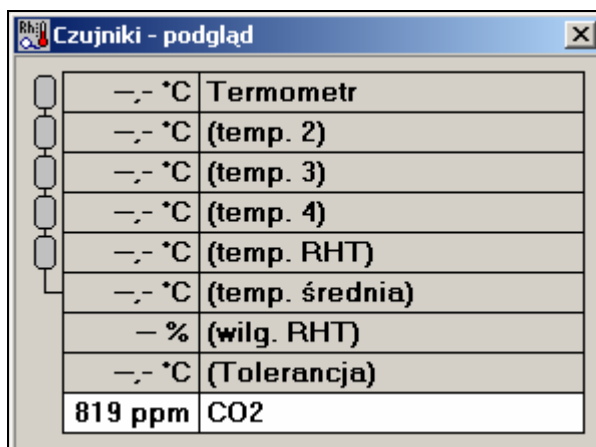 Czujniki - podgląd
–,- °C Termometr
–,- °C (temp. 2)
–,- °C (temp. 3)
–,- °C (temp. 4)
–,- °C (temp. RHT)
–,- °C (temp. średnia)
– % (wilg. RHT)
–,- °C (Tolerancja)
819 ppm CO2